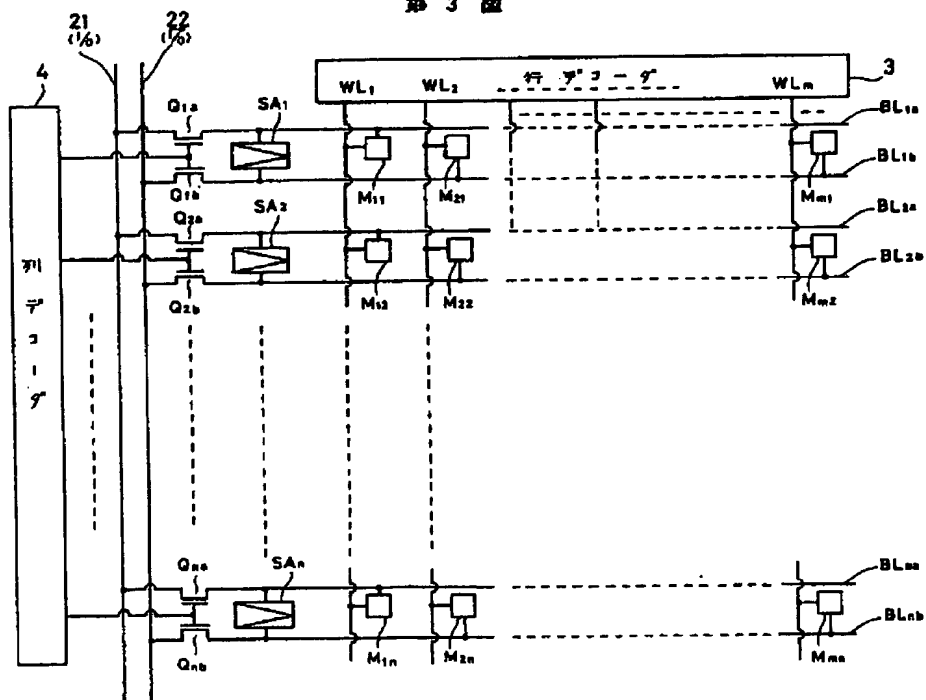 第 3 図
21
(I/O)
22
(I/O)
4
3
行 デ コ ー ダ
WL1
WL2
WLm
Q1a
SA1
BL1a
BL1b
Q1b
M11
M21
Mm1
Q2a
SA2
BL2a
BL2b
Q2b
M12
M22
Mm2
列 デ コ ー ダ
Qna
SAn
BLna
BLnb
Qnb
M1n
M2n
Mmn